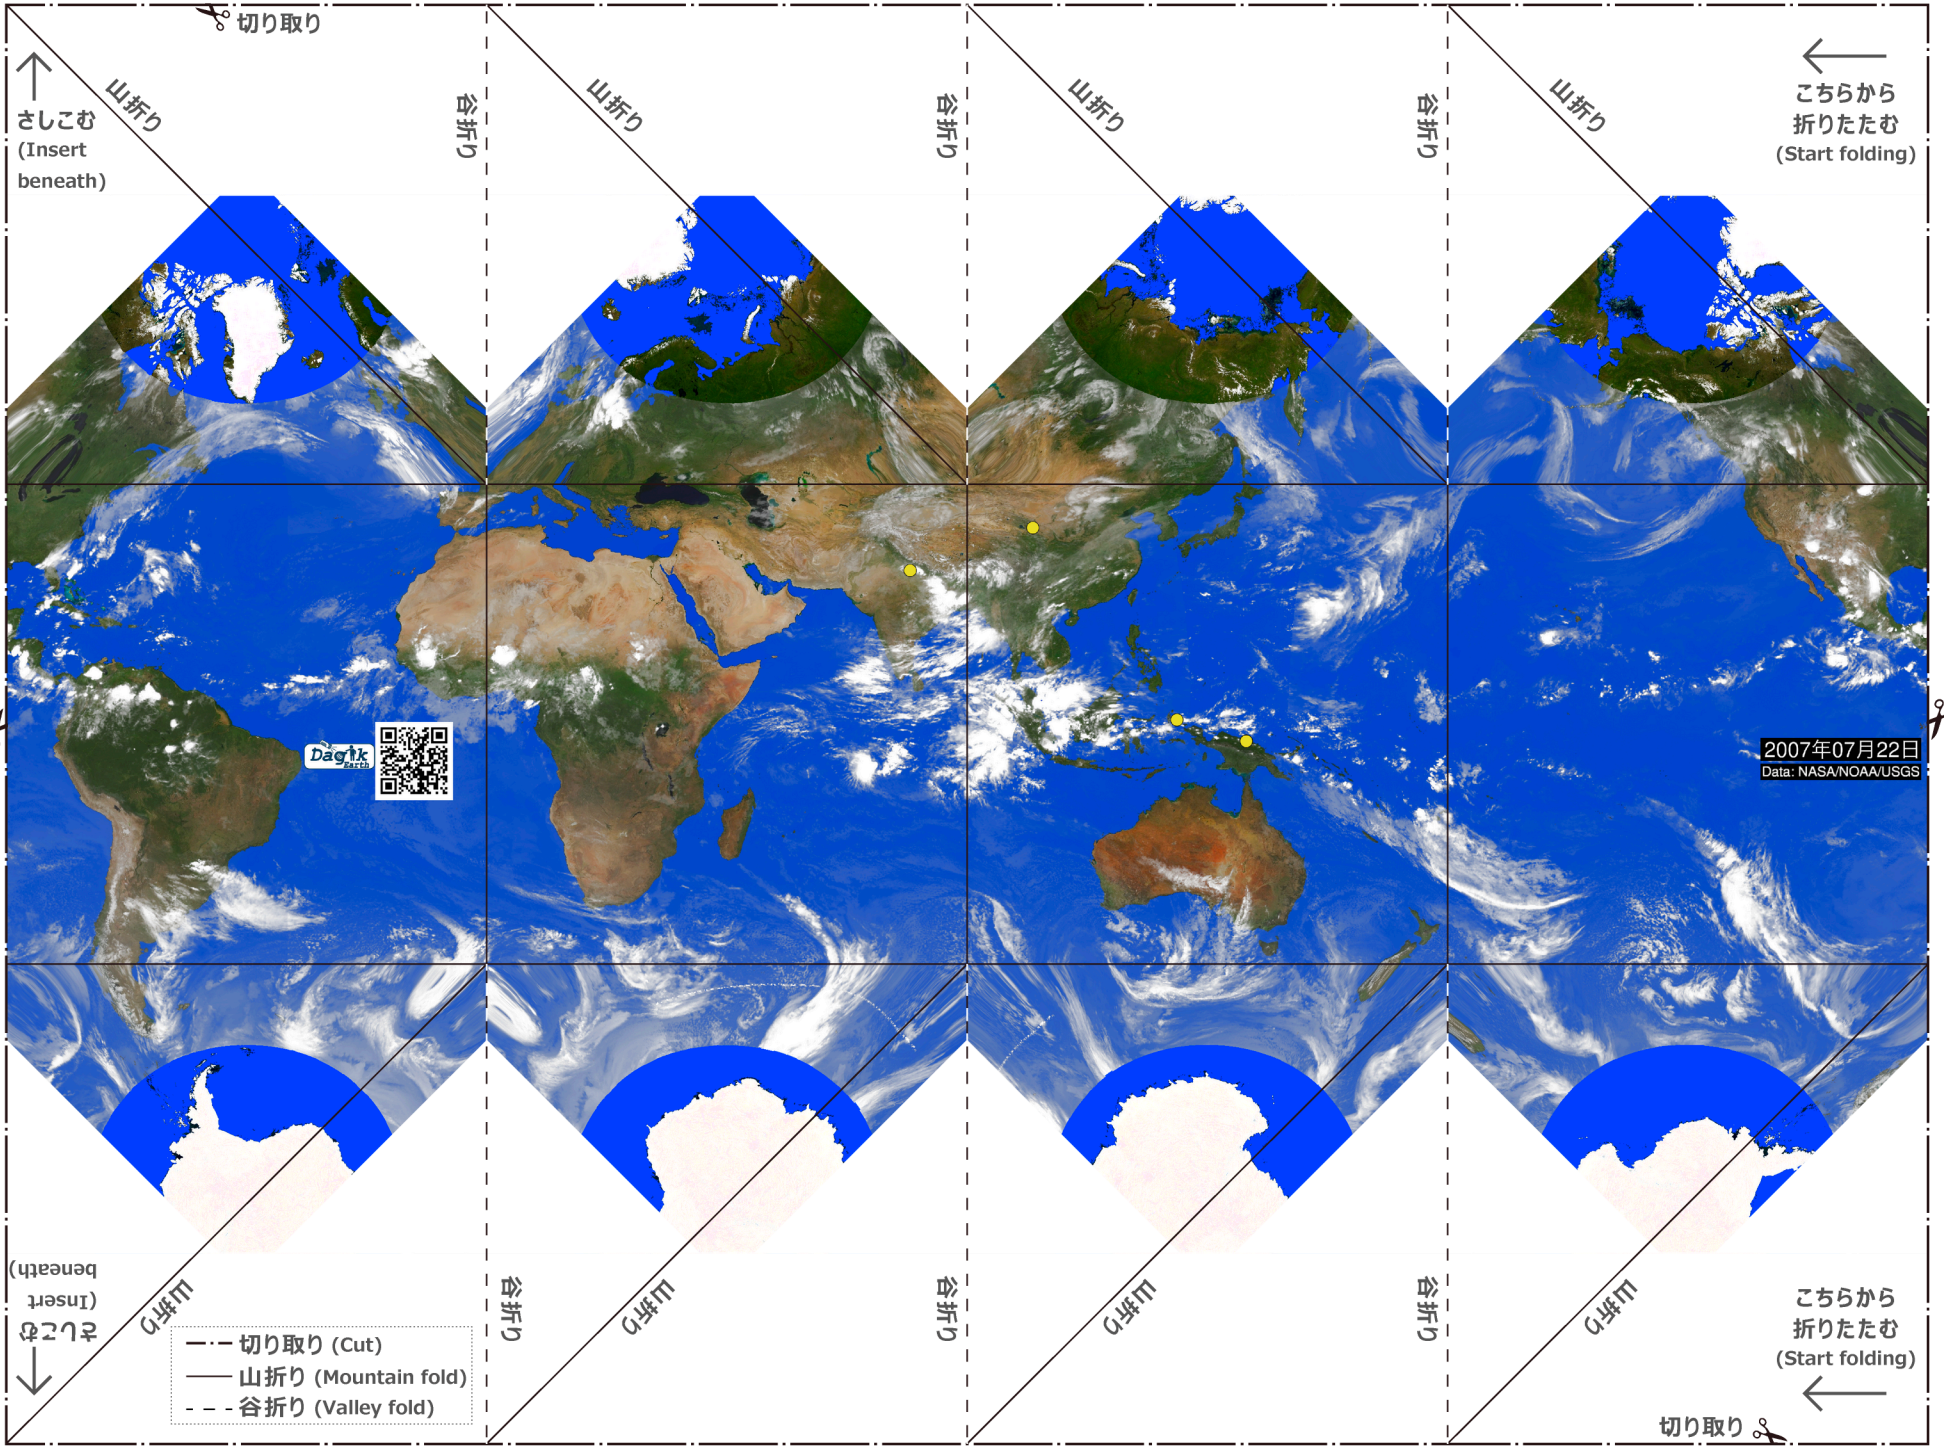 切り取り
さしこむ
(Insert
beneath)
山折り
谷折り
山折り
谷折り
山折り
谷折り
山折り
こちらから
折りたたむ
(Start folding)
Dagik
Earth
2007年07月22日
Data: NASA/NOAA/USGS
さしこむ
(Insert
beneath)
山折り
谷折り
山折り
谷折り
山折り
谷折り
山折り
こちらから
折りたたむ
(Start folding)
切り取り (Cut)
山折り (Mountain fold)
谷折り (Valley fold)
切り取り